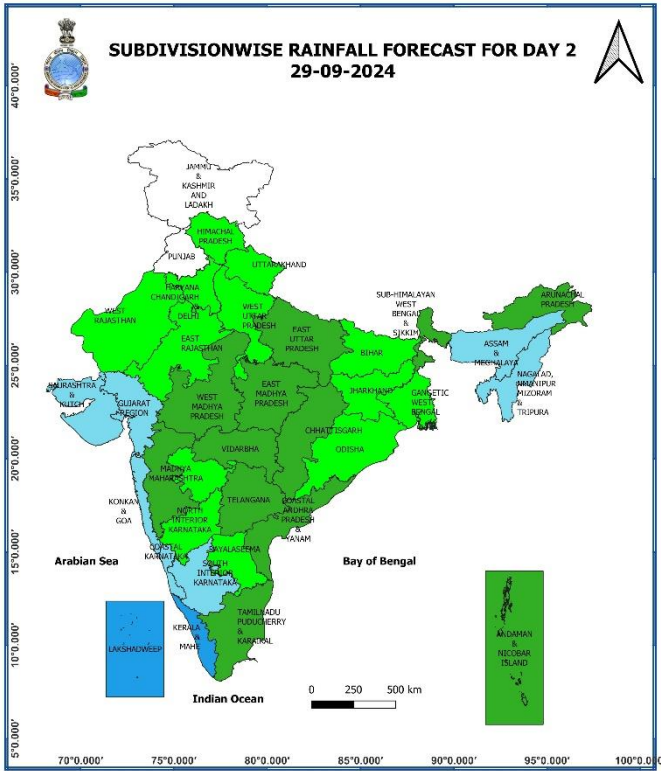 SUBDIVISIONWISE RAINFALL FORECAST FOR DAY 2
29-09-2024
40°0.000'
35°0.000'
30°0.000'
25°0.000'
20°0.000'
15°0.000'
10°0.000'
5°0.000'
JAMMU
&
KASHMIR
AND
LADAKH
HIMACHAL
PRADESH
PUNJAB
UTTARAKHAND
HARYANA
CHANDIGARH
&
DELHI
WEST
RAJASTHAN
WEST
UTTAR
PRADESH
EAST
RAJASTHAN
EAST
UTTAR
PRADESH
SUB-HIMALAYAN
WEST
BENGAL
&
SIKKIM
ARUNACHAL
PRADESH
ASSAM
&
MEGHALAYA
NAGALAD,
MANIPUR
MIZORAM
&
TRIPURA
BIHAR
JHARKHAND
GANGETIC
WEST
BENGAL
SAURASHTRA
&
KUTCH
GUJARAT
REGION
WEST
MADHYA
PRADESH
EAST
MADHYA
PRADESH
CHHATTISGARH
ODISHA
VIDARBHA
MADHYA
MAHARASHTRA
TELANGANA
KONKAN
&
GOA
NORTH
INTERIOR
KARNATAKA
COASTAL
ANDHRA
PRADESH
&
YANAM
COASTAL
KARNATAKA
RAYALASEEMA
SOUTH
INTERIOR
KARNATAKA
Arabian Sea
Bay of Bengal
LAKSHADWEEP
KERALA
&
MAHE
TAMILNADU
PUDUCHERRY
&
KARAIKAL
ANDAMAN
&
NICOBAR
ISLAND
Indian Ocean
0 250 500 km
70°0.000' 75°0.000' 80°0.000' 85°0.000' 90°0.000' 95°0.000' 100°0.000'